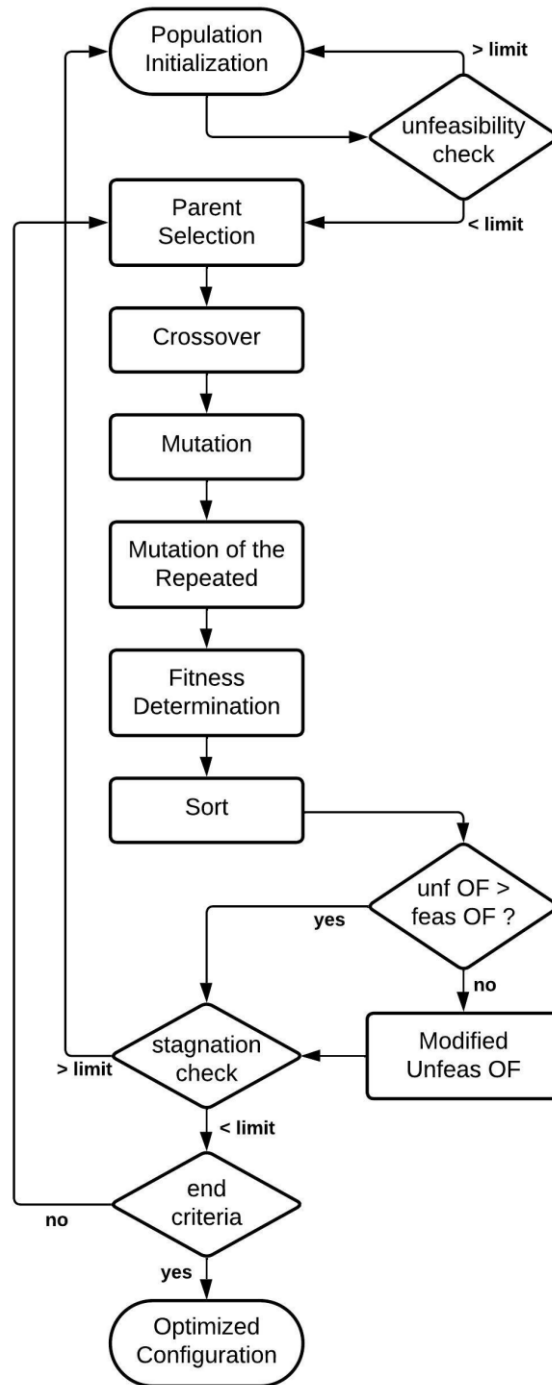 Population
Initialization
> limit
unfeasibility
check
< limit
Parent
Selection
Crossover
Mutation
Mutation of the
Repeated
Fitness
Determination
Sort
unf OF >
feas OF ?
yes
no
Modified
Unfeas OF
stagnation
check
> limit
< limit
end
criteria
no
yes
Optimized
Configuration